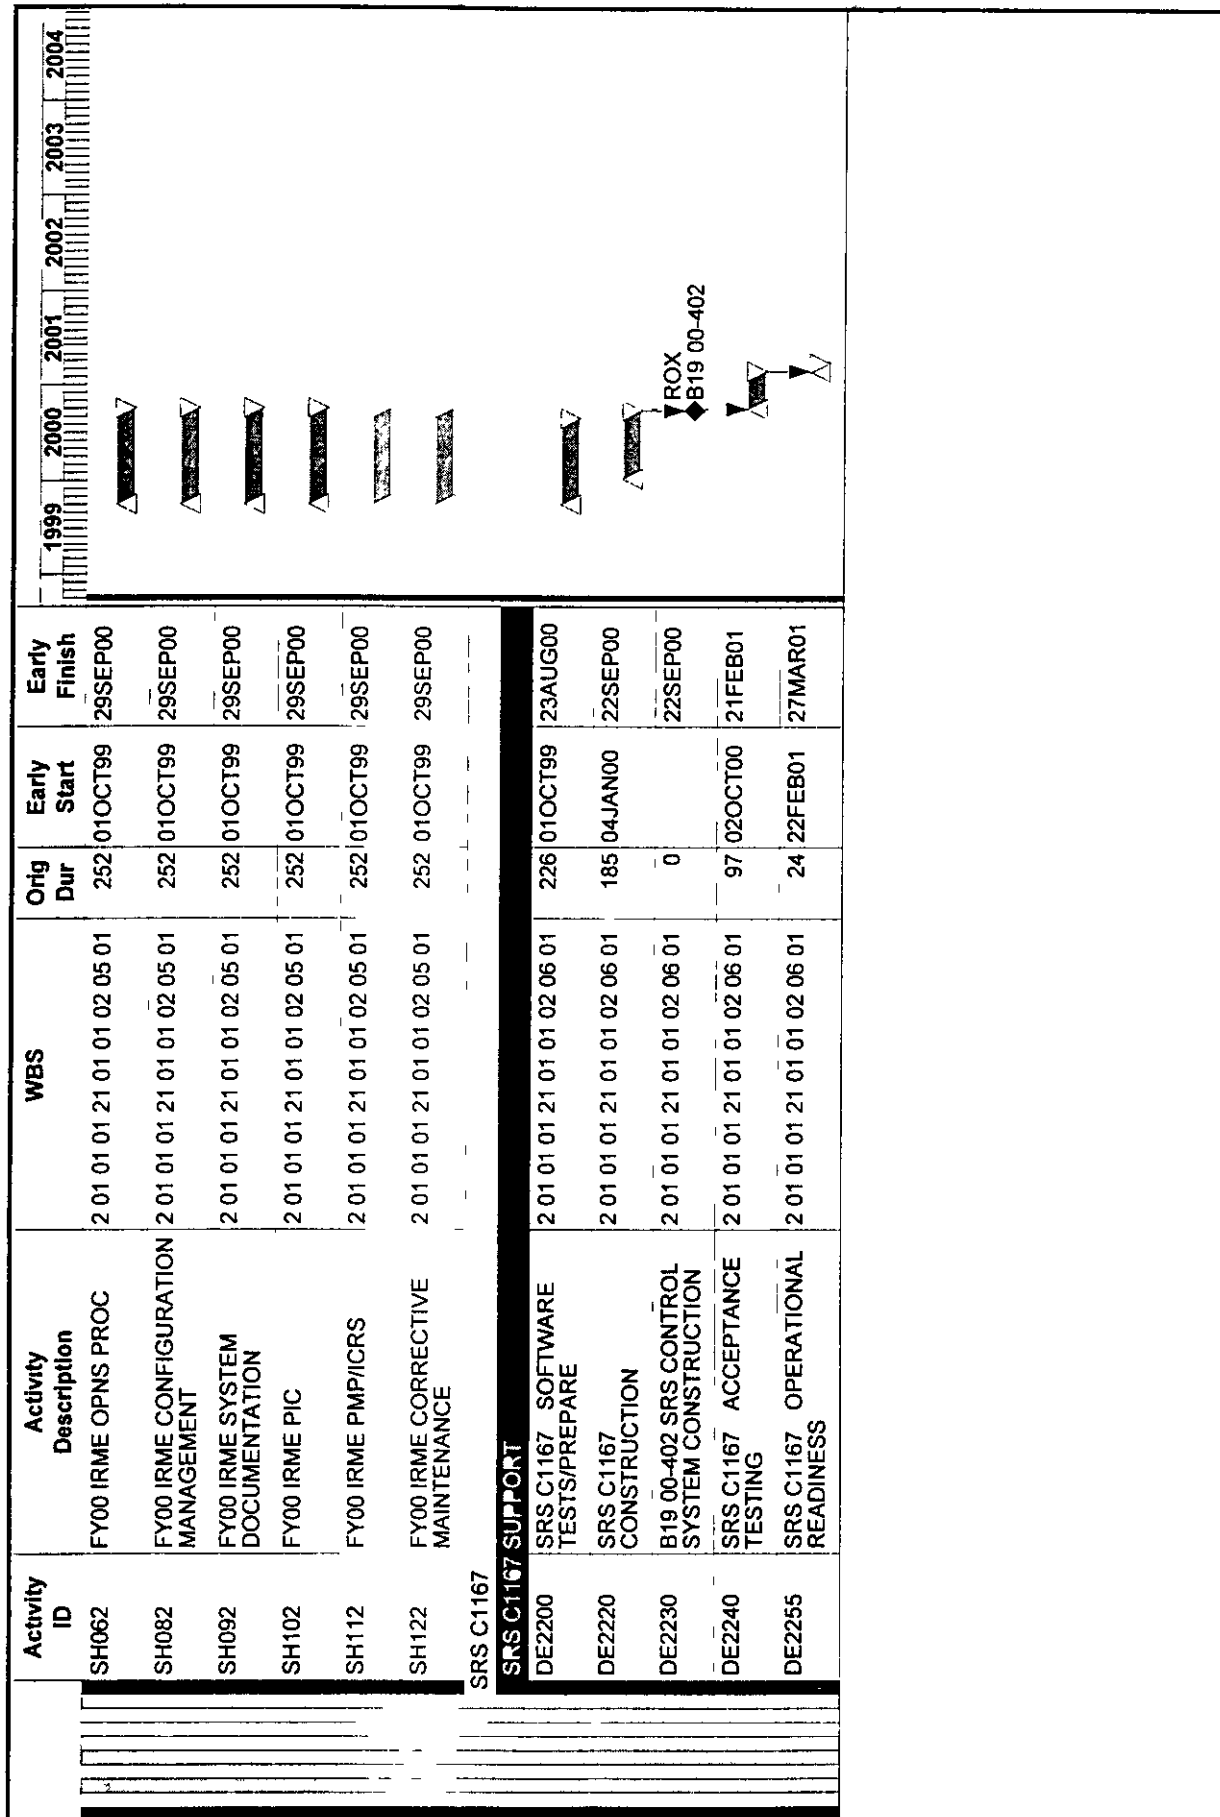 Activity ID Activity Description WBS Orig Dur Early Start Early Finish 1999 2000 2001 2002 2003 2004
SH062 FY00 IRME OPNS PROC 2 01 01 01 21 01 01 02 05 01 252 01OCT99 29SEP00
SH082 FY00 IRME CONFIGURATION 2 01 01 01 21 01 01 02 05 01 252 01OCT99 29SEP00
MANAGEMENT
SH092 FY00 IRME SYSTEM 2 01 01 01 21 01 01 02 05 01 252 01OCT99 29SEP00
DOCUMENTATION
SH102 FY00 IRME PIC 2 01 01 01 21 01 01 02 05 01 252 01OCT99 29SEP00
SH112 FY00 IRME PMP/ICRS 2 01 01 01 21 01 01 02 05 01 252 01OCT99 29SEP00
SH122 FY00 IRME CORRECTIVE 2 01 01 01 21 01 01 02 05 01 252 01OCT99 29SEP00
MAINTENANCE
SRS C1167
SRS C1167 SUPPORT
DE2200 SRS C1167 SOFTWARE 2 01 01 01 21 01 01 02 06 01 226 01OCT99 23AUG00
TESTS/PREPARE
DE2220 SRS C1167 2 01 01 01 21 01 01 02 06 01 185 04JAN00 22SEP00
CONSTRUCTION
DE2230 B19 00-402 SRS CONTROL 2 01 01 01 21 01 01 02 06 01 0 22SEP00 ROX
SYSTEM CONSTRUCTION B19 00-402
DE2240 SRS C1167 ACCEPTANCE 2 01 01 01 21 01 01 02 06 01 97 02OCT00 21FEB01
TESTING
DE2255 SRS C1167 OPERATIONAL 2 01 01 01 21 01 01 02 06 01 24 22FEB01 27MAR01
READINESS